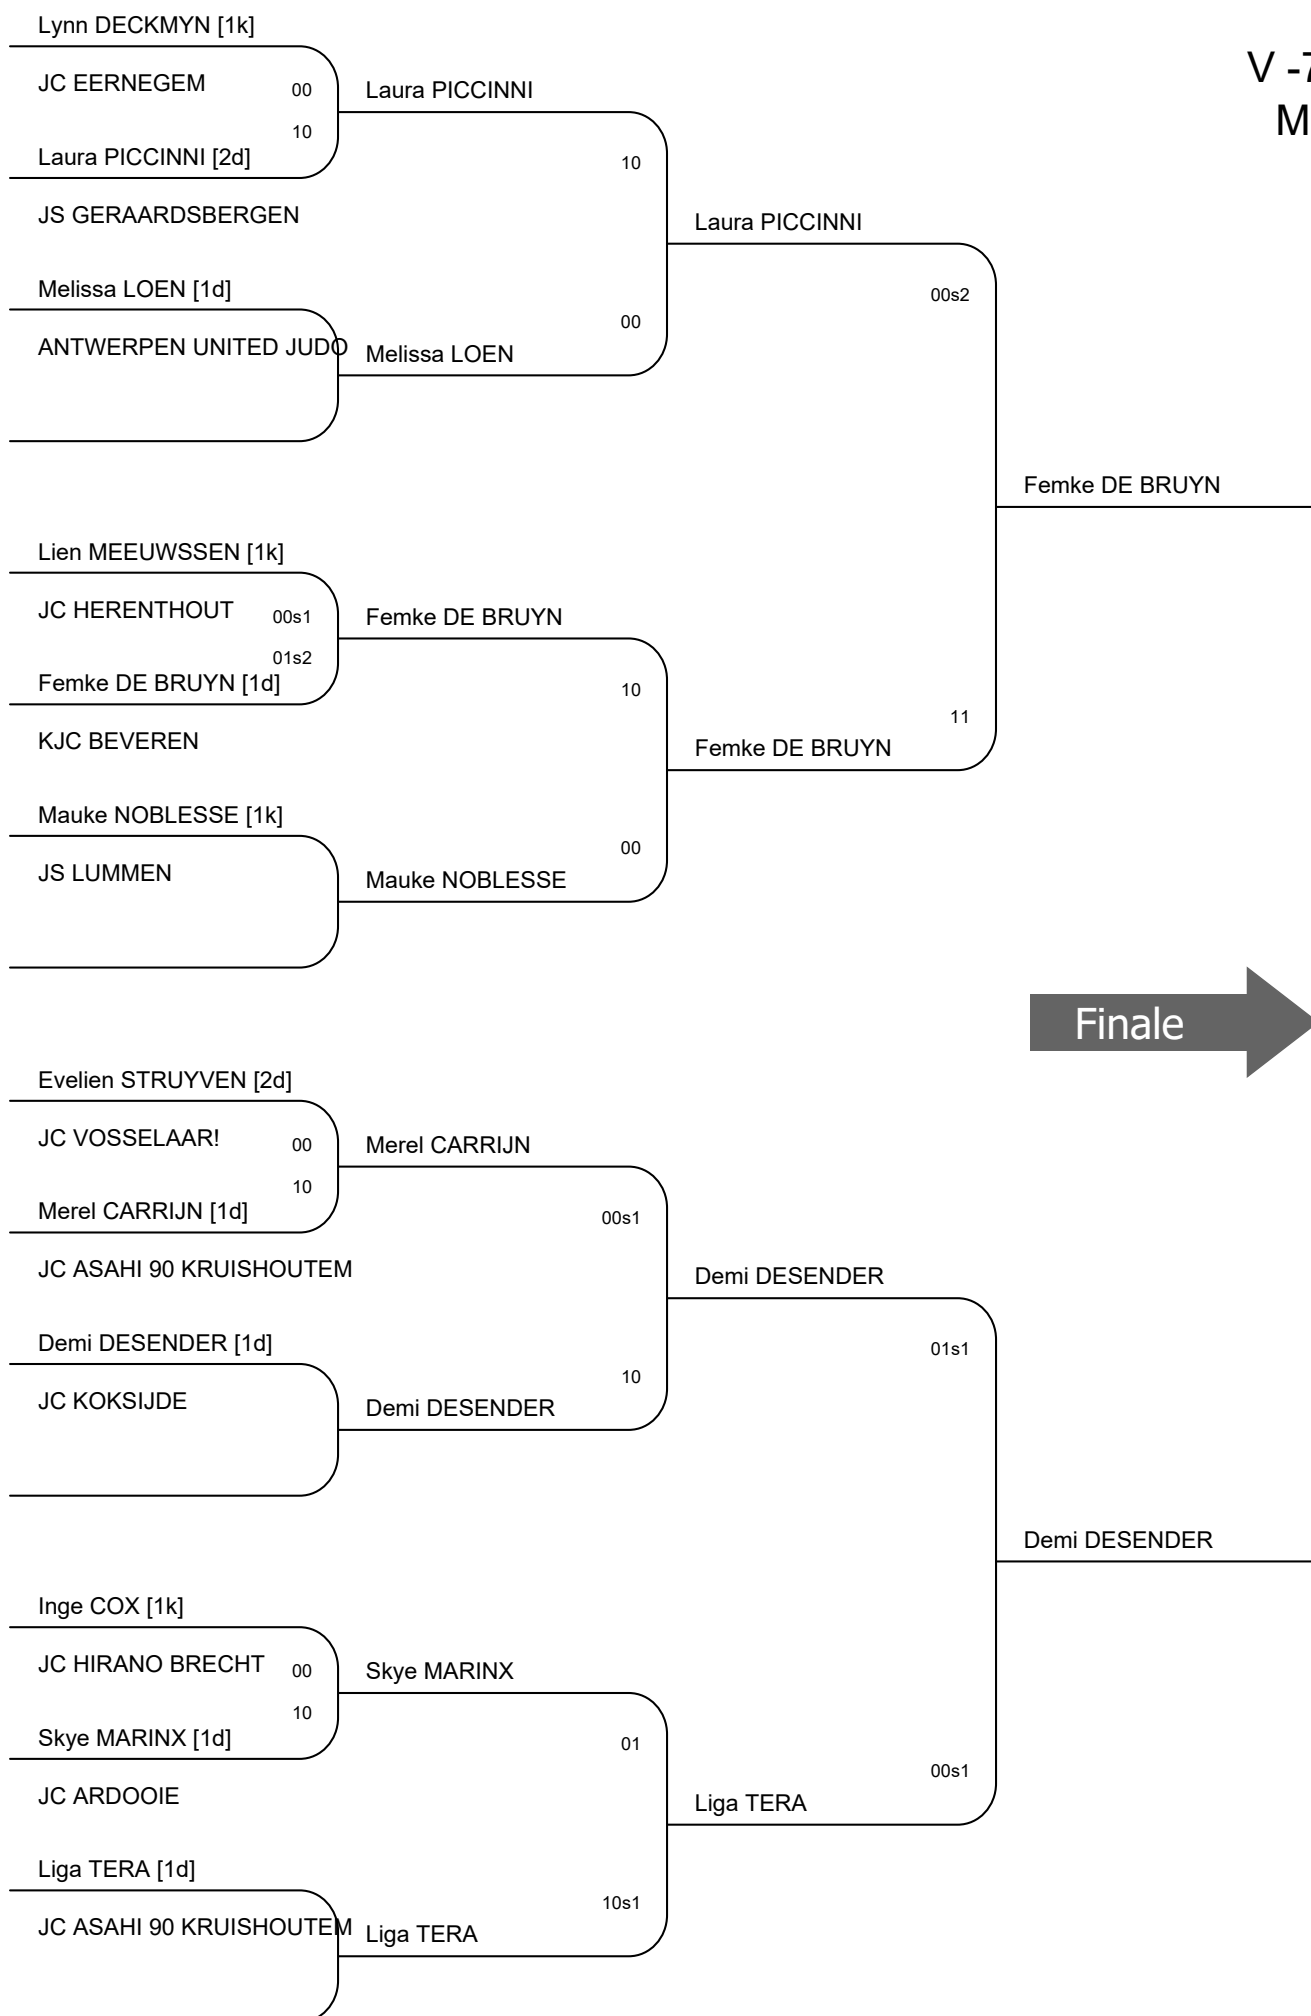 Lynn DECKMYN [1k]
JC EERNEGEM
00
10
Laura PICCINNI [2d]
JS GERAARDSBERGEN
Melissa LOEN [1d]
ANTWERPEN UNITED JUDO
Lien MEEUWSSEN [1k]
JC HERENTHOUT
00s1
01s2
Femke DE BRUYN [1d]
KJC BEVEREN
Mauke NOBLESSE [1k]
JS LUMMEN
Evelien STRUYVEN [2d]
JC VOSSELAAR!
00
10
Merel CARRIJN [1d]
JC ASAHI 90 KRUISHOUTEM
Demi DESENDER [1d]
JC KOKSIJDE
Inge COX [1k]
JC HIRANO BRECHT
00
10
Skye MARINX [1d]
JC ARDOOIE
Liga TERA [1d]
JC ASAHI 90 KRUISHOUTEM
Laura PICCINNI
10
00
Melissa LOEN
Femke DE BRUYN
10
00
Mauke NOBLESSE
Merel CARRIJN
00s1
10
Demi DESENDER
Skye MARINX
01
10s1
Liga TERA
Laura PICCINNI
00s2
11
Femke DE BRUYN
Demi DESENDER
01s1
00s1
Liga TERA
Femke DE BRUYN
Finale
Demi DESENDER
V -7
M